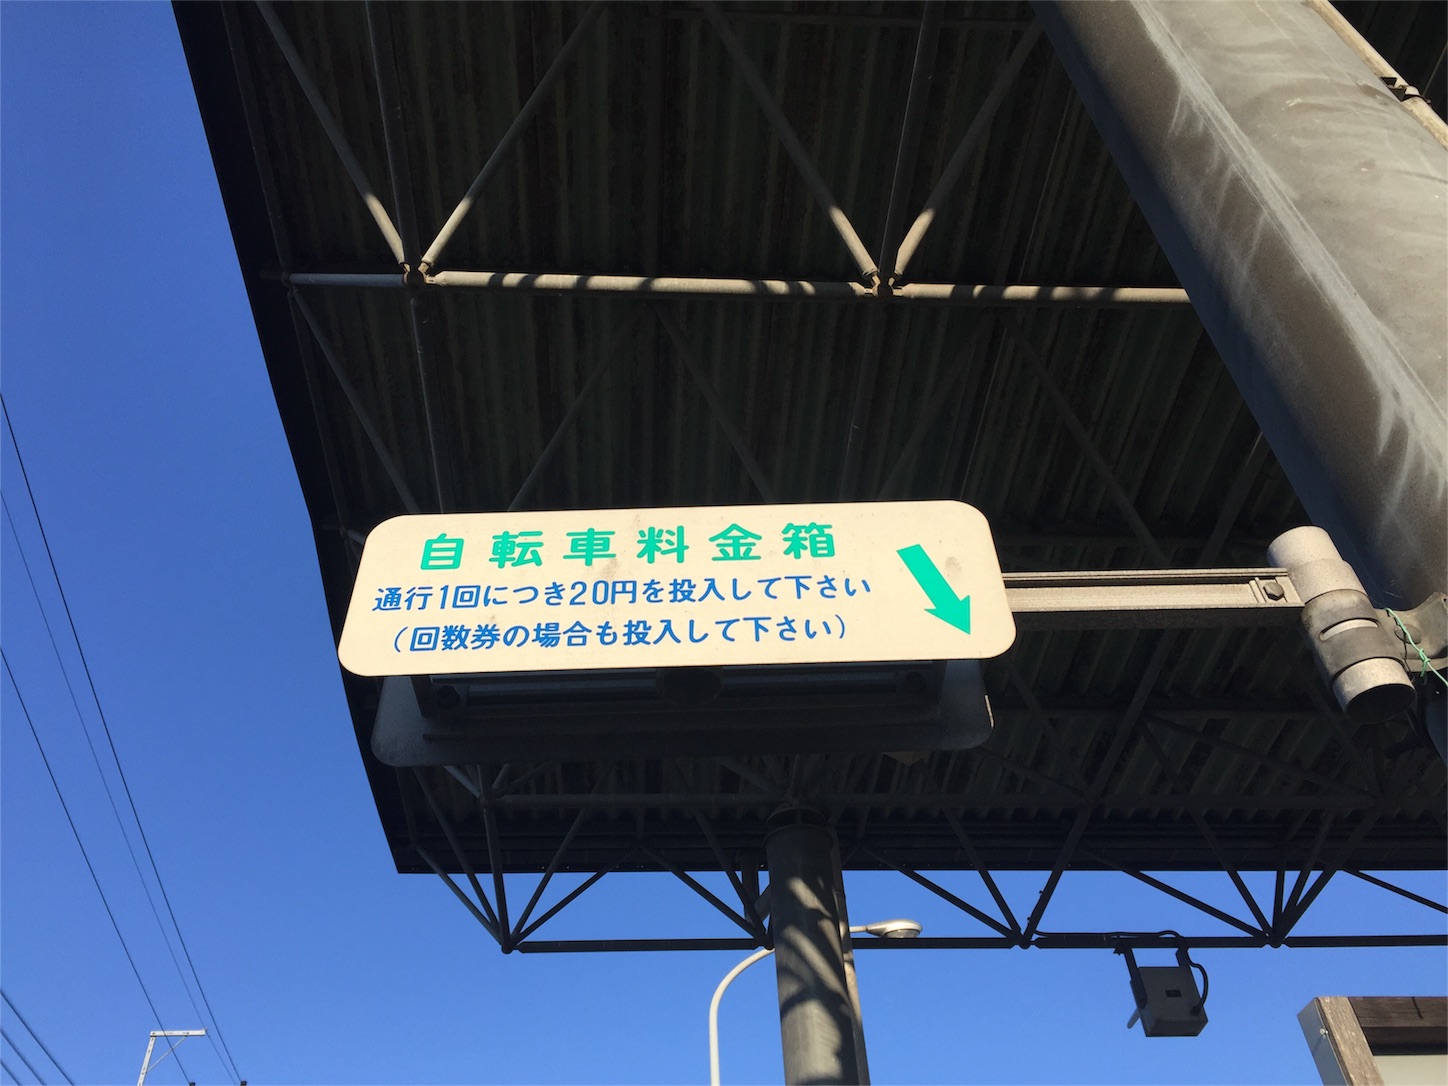 自転車料金箱
通行1回につき20円を投入して下さい
（回数券の場合も投入して下さい）